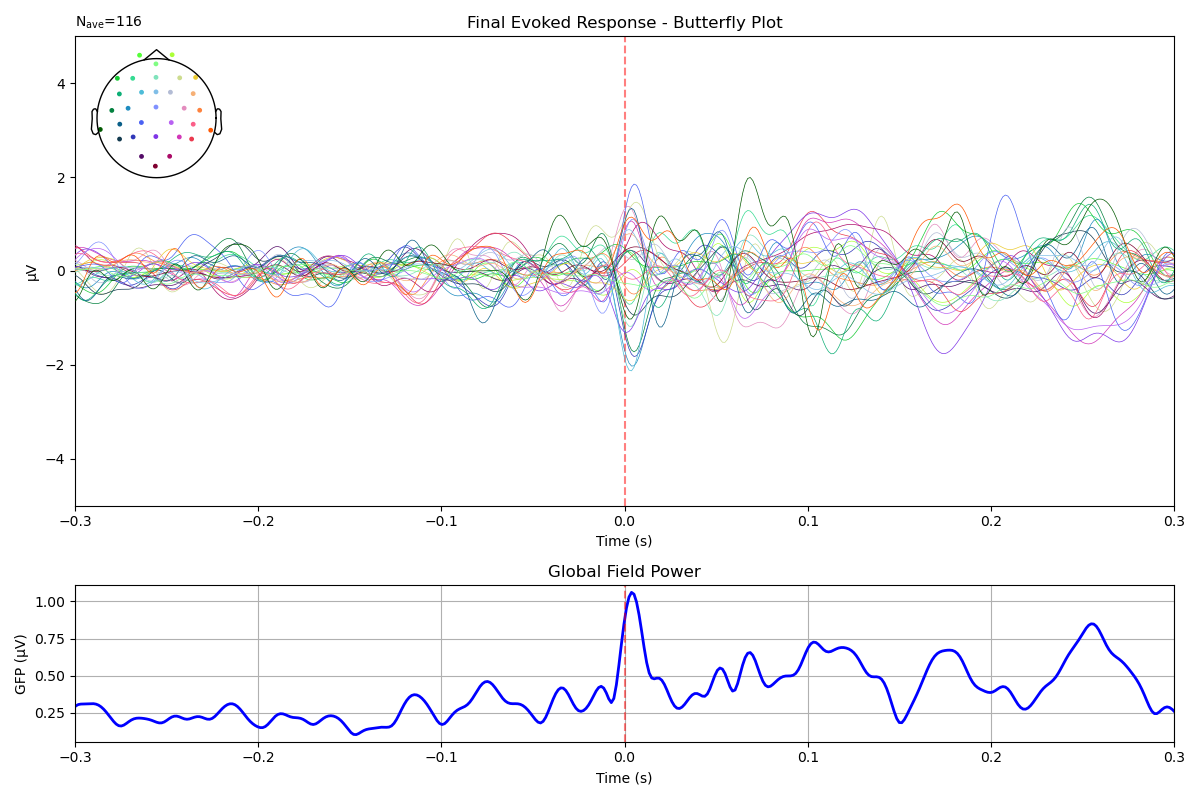 N_ave=116
Final Evoked Response - Butterfly Plot
4
2
0
−2
−4
µV
−0.3 −0.2 −0.1 0.0 0.1 0.2 0.3
Time (s)
Global Field Power
1.00
0.75
0.50
0.25
GFP (µV)
−0.3 −0.2 −0.1 0.0 0.1 0.2 0.3
Time (s)